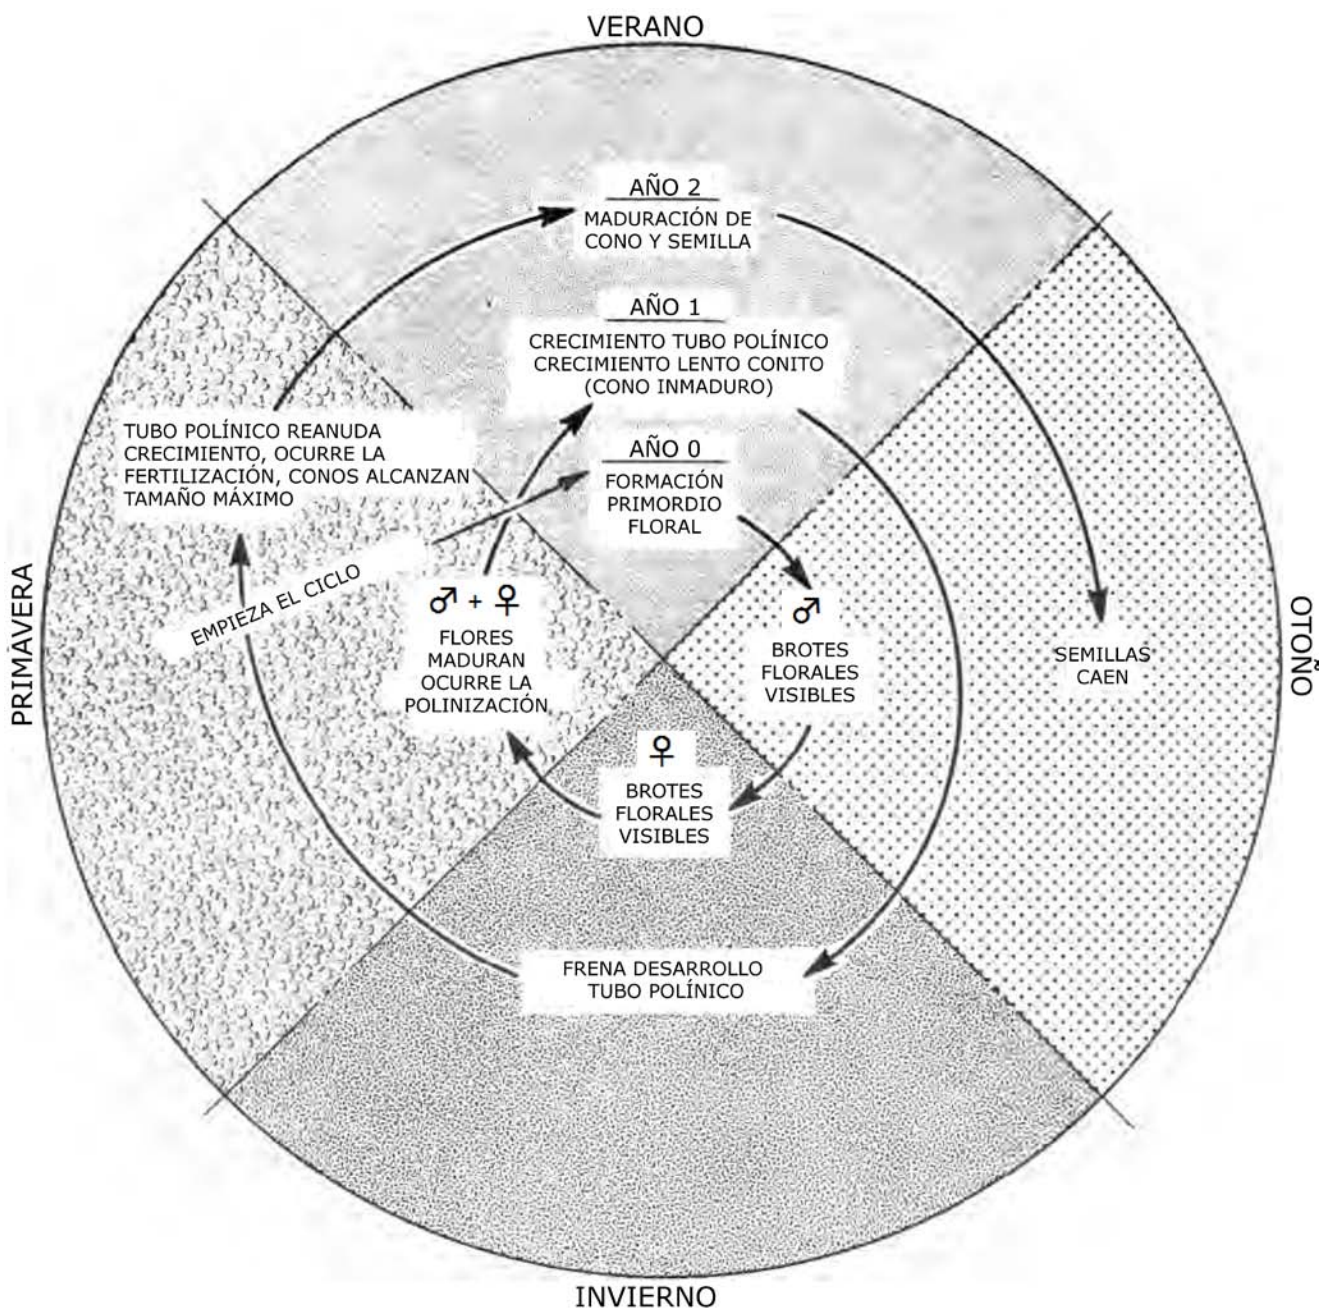 VERANO
AÑO 2
MADURACIÓN DE
CONO Y SEMILLA
AÑO 1
CRECIMIENTO TUBO POLÍNICO
CRECIMIENTO LENTO CONITO
(CONO INMADURO)
AÑO 0
FORMACIÓN
PRIMORDIO
FLORAL
TUBO POLÍNICO REANUDA
CRECIMIENTO, OCURRE LA
FERTILIZACIÓN, CONOS ALCANZAN
TAMAÑO MÁXIMO
EMPIEZA EL CICLO
♂ + ♀
FLORES
MADURAN
OCURRE LA
POLINIZACIÓN
♂
BROTES
FLORALES
VISIBLES
♀
BROTES
FLORALES
VISIBLES
SEMILLAS
CAEN
FRENA DESARROLLO
TUBO POLÍNICO
PRIMAVERA
OTOÑO
INVIERNO